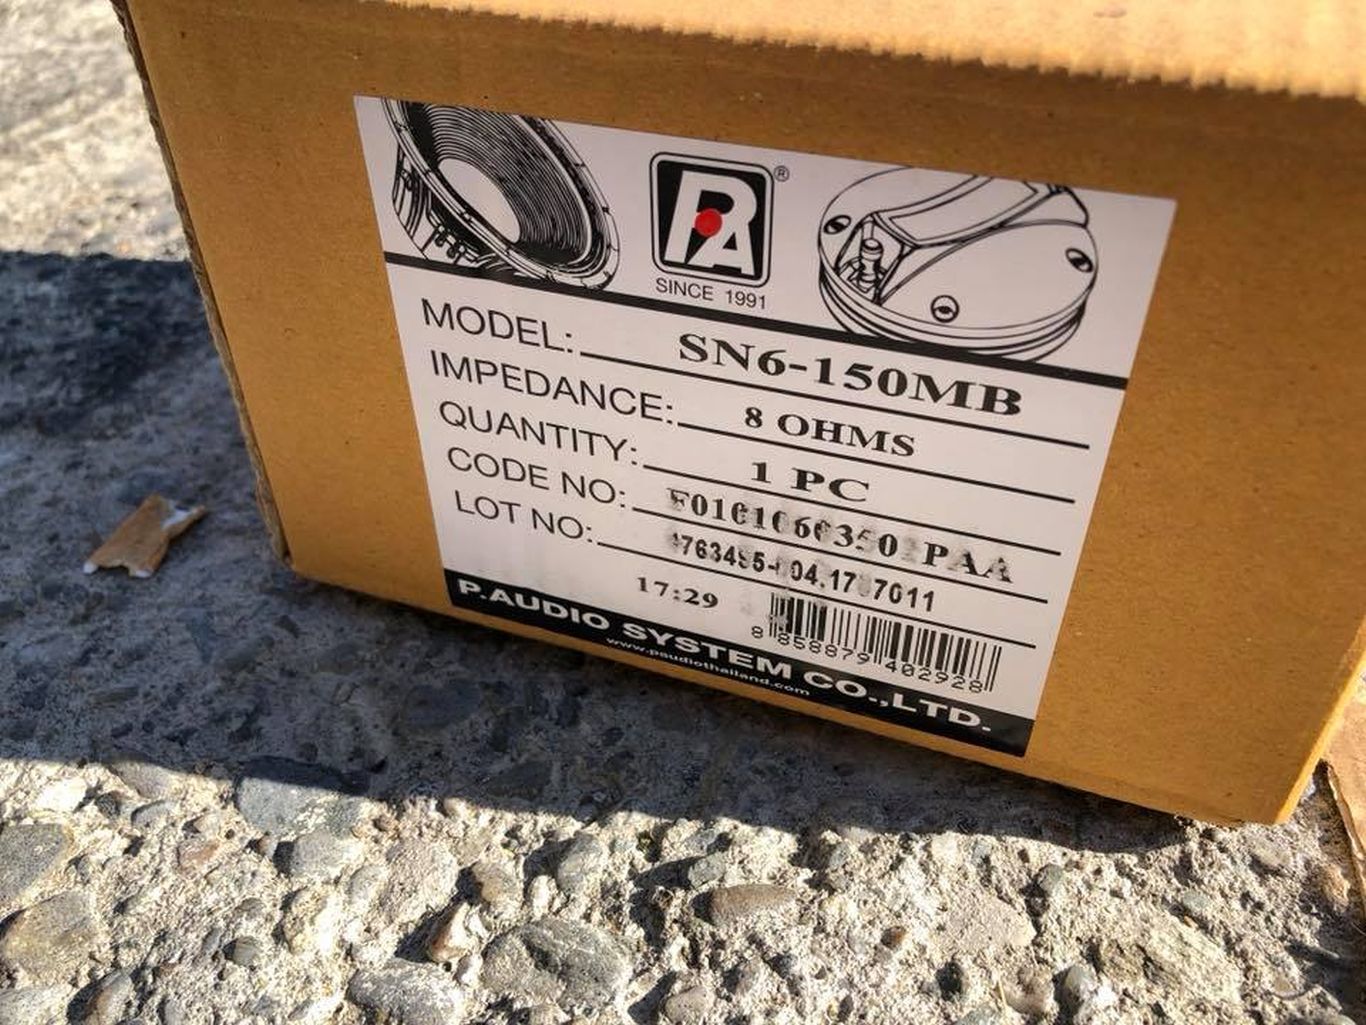 PA ®
SINCE 1991
MODEL: SN6-150MB
IMPEDANCE: 8 OHMS
QUANTITY: 1 PC
CODE NO:
LOT NO:
17:29
8 858879 402928
P.AUDIO SYSTEM CO.,LTD.
www.paudiothailand.com